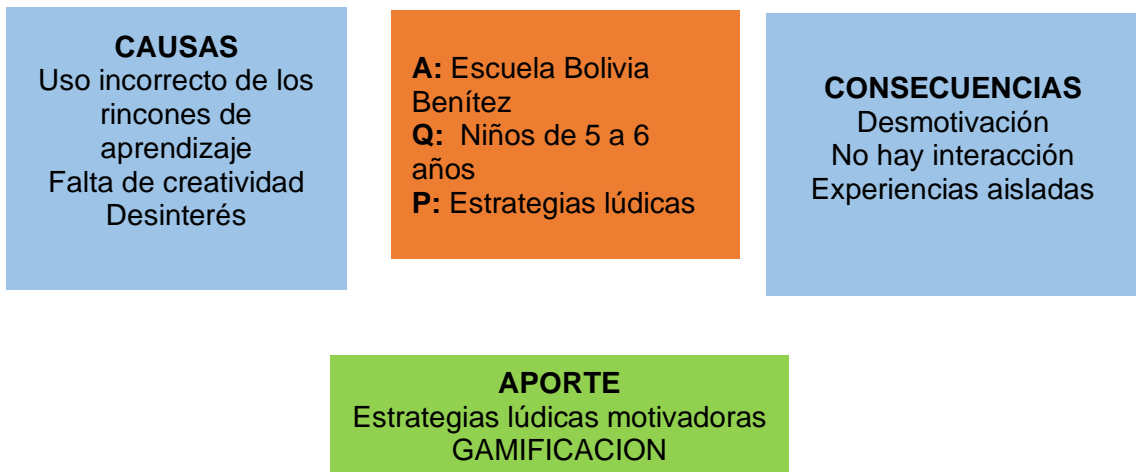 CAUSAS
Uso incorrecto de los
rincones de
aprendizaje
Falta de creatividad
Desinterés
A: Escuela Bolivia
Benítez
Q: Niños de 5 a 6
años
P: Estrategias lúdicas
CONSECUENCIAS
Desmotivación
No hay interacción
Experiencias aisladas
APORTE
Estrategias lúdicas motivadoras
GAMIFICACION